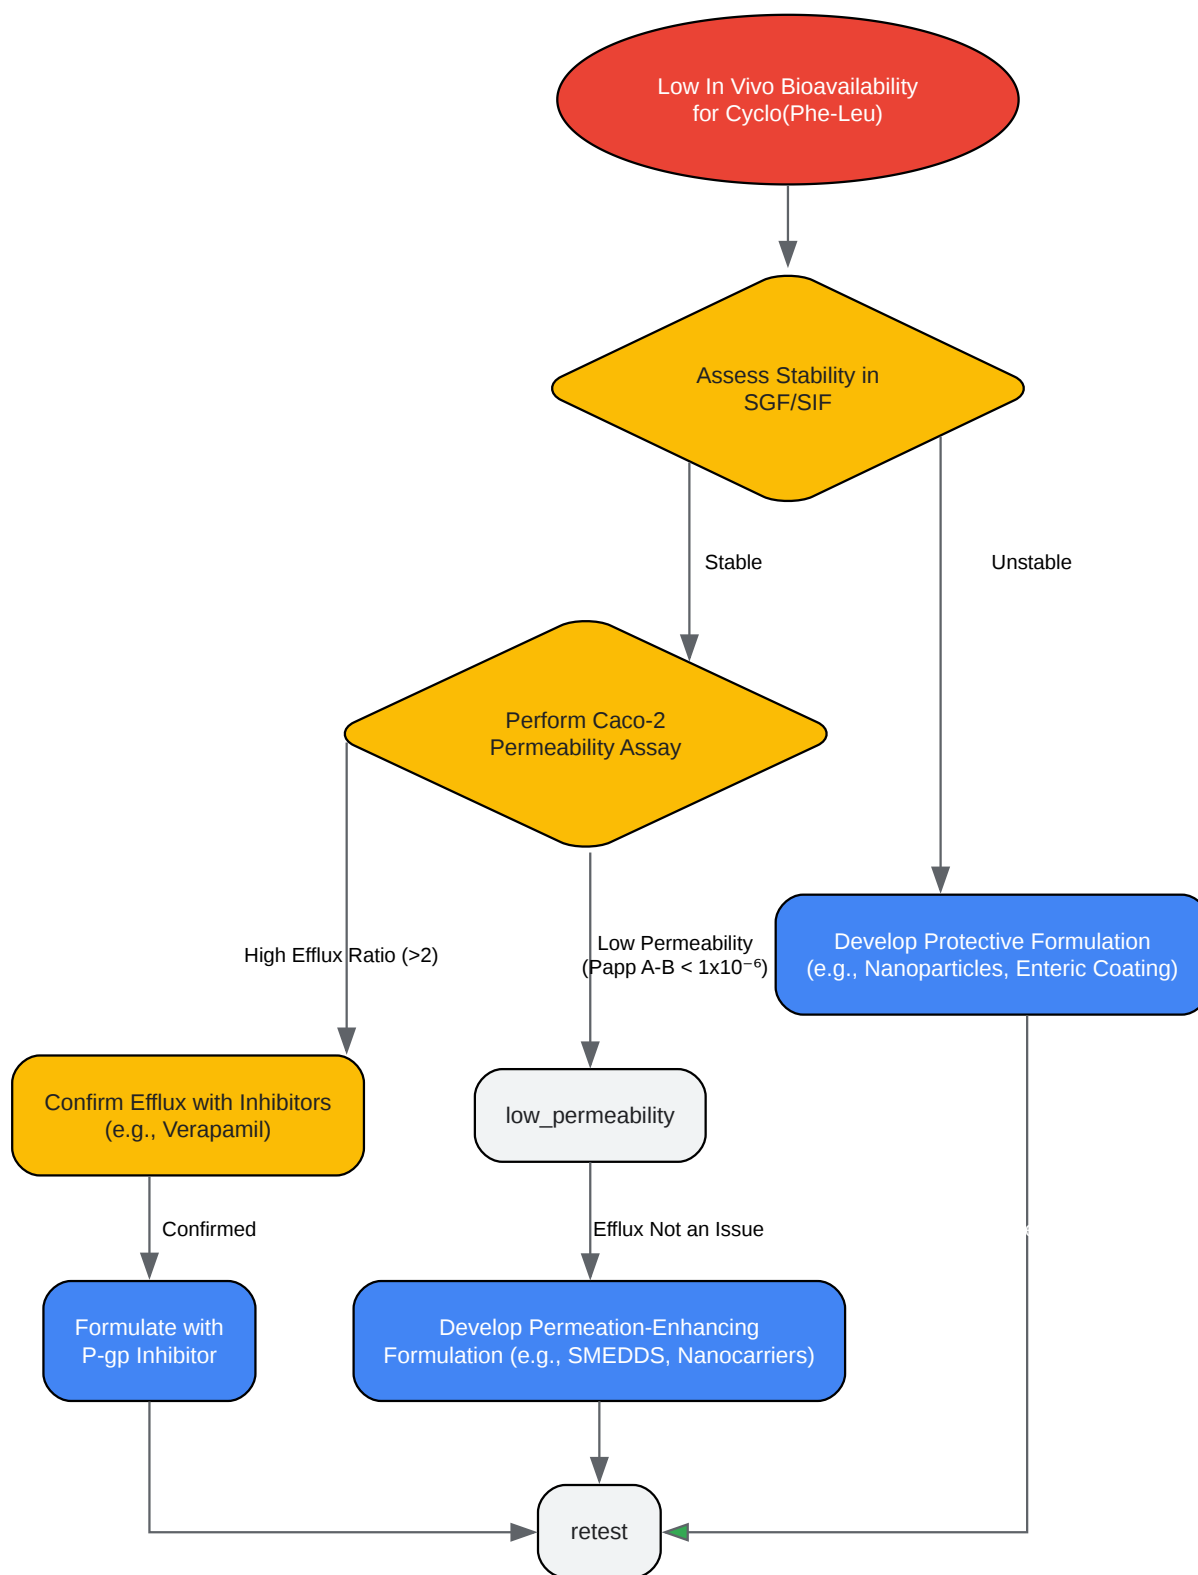 Low In Vivo Bioavailability
for Cyclo(Phe-Leu)
Assess Stability in
SGF/SIF
Stable
Unstable
Perform Caco-2
Permeability Assay
High Efflux Ratio (>2)
Low Permeability
(Papp A-B < 1x10⁻⁶)
Develop Protective Formulation
(e.g., Nanoparticles, Enteric Coating)
Confirm Efflux with Inhibitors
(e.g., Verapamil)
low_permeability
Confirmed
Efflux Not an Issue
Formulate with
P-gp Inhibitor
Develop Permeation-Enhancing
Formulation (e.g., SMEDDS, Nanocarriers)
retest